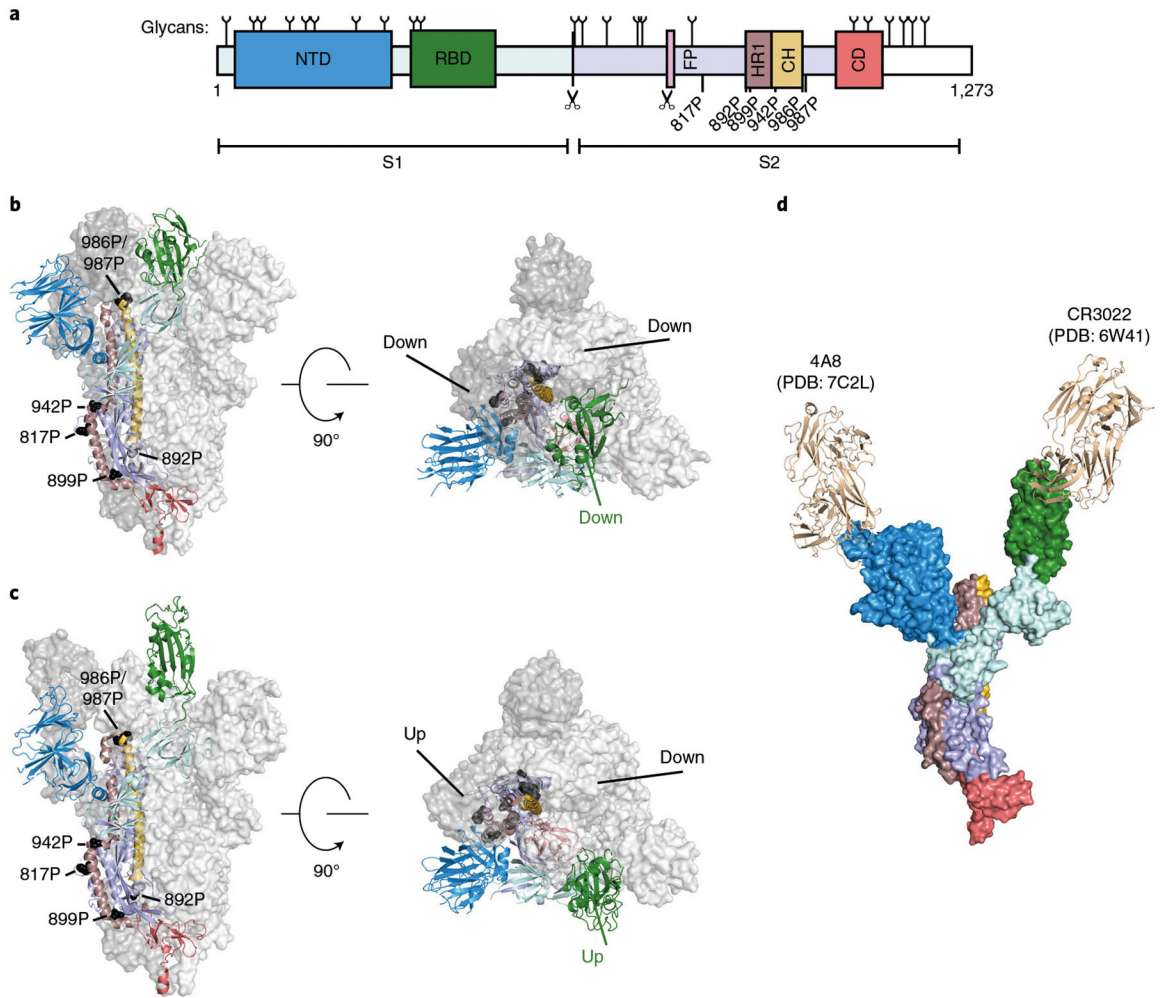 a
Glycans:
NTD
RBD
FP
HR1
CH
CD
1
1,273
817P
892P
899P
942P
986P
987P
S1
S2
b
986P/
987P
942P
817P
899P
892P
90°
Down
Down
Down
c
986P/
987P
942P
817P
899P
892P
90°
Up
Down
Up
d
4A8
(PDB: 7C2L)
CR3022
(PDB: 6W41)